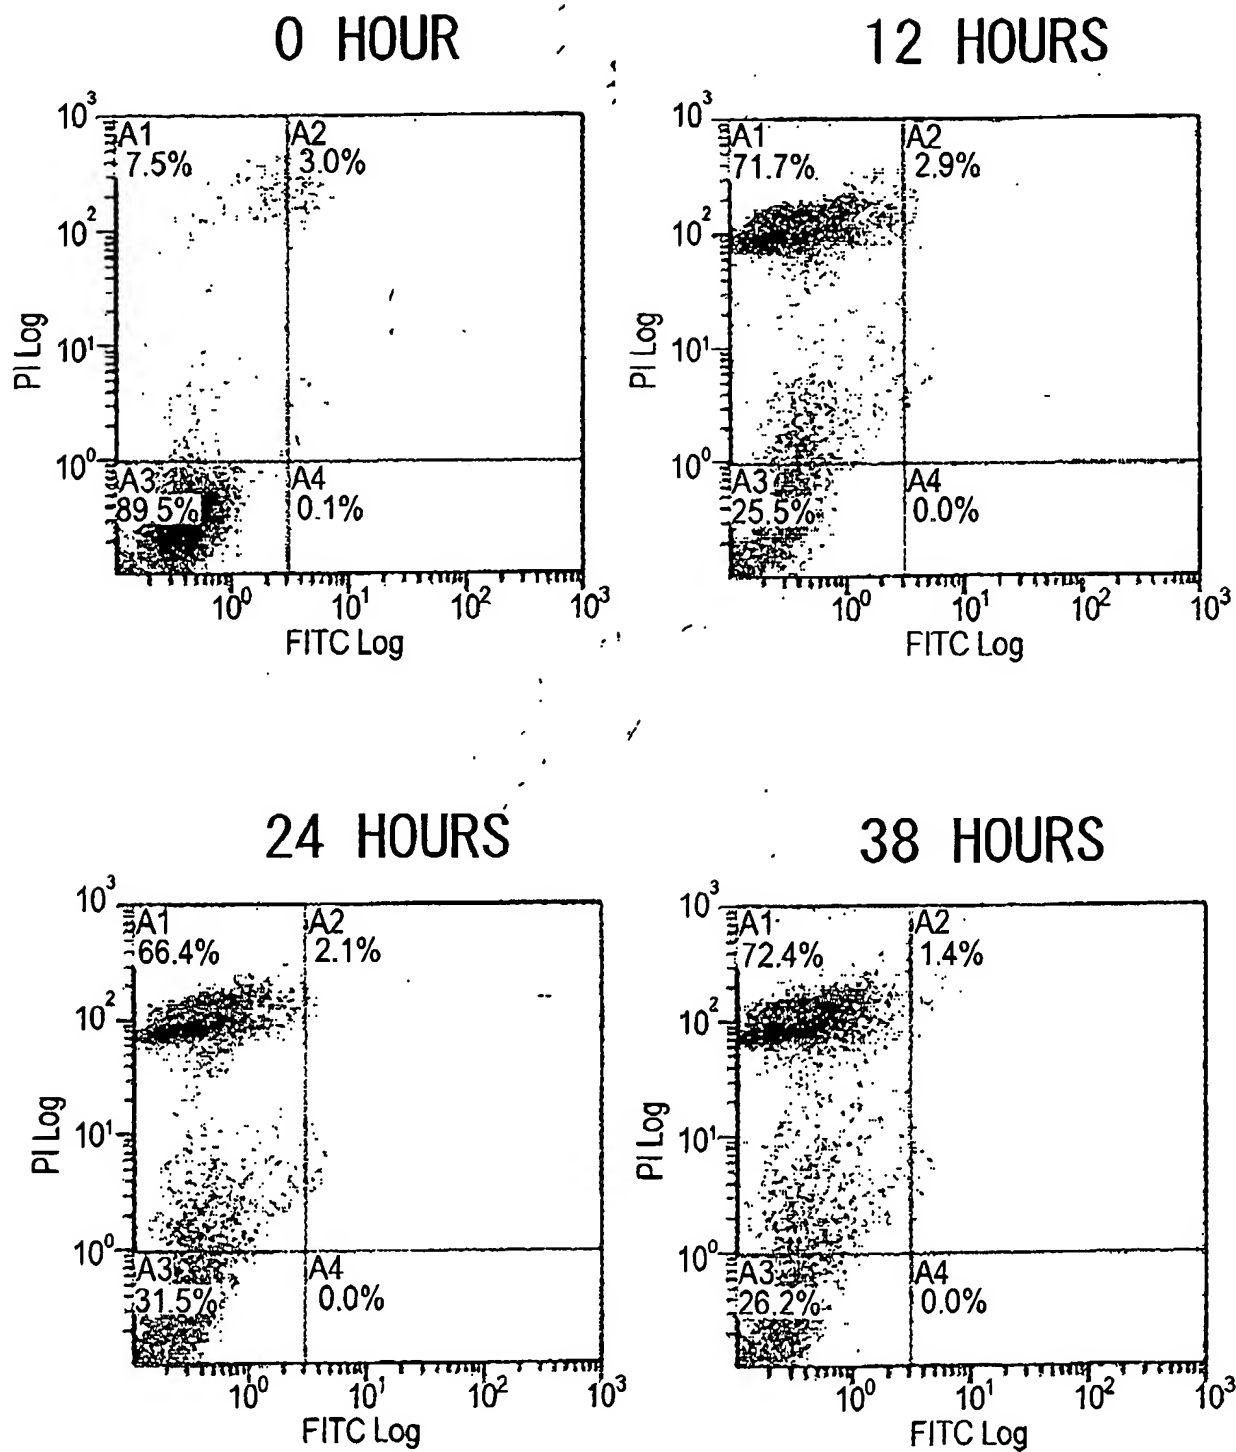 0 HOUR
12 HOURS
10³
A1
7.5%
A2
3.0%
10²
PI Log
10¹
10⁰
A3
89 5%
A4
0.1%
10⁰ 10¹ 10² 10³
FITC Log
10³
A1
71.7%
A2
2.9%
10²
PI Log
10¹
10⁰
A3
25.5%
A4
0.0%
10⁰ 10¹ 10² 10³
FITC Log
24 HOURS
38 HOURS
10³
A1
66.4%
A2
2.1%
10²
PI Log
10¹
10⁰
A3
31.5%
A4
0.0%
10⁰ 10¹ 10² 10³
FITC Log
10³
A1
72.4%
A2
1.4%
10²
PI Log
10¹
10⁰
A3
26.2%
A4
0.0%
10⁰ 10¹ 10² 10³
FITC Log